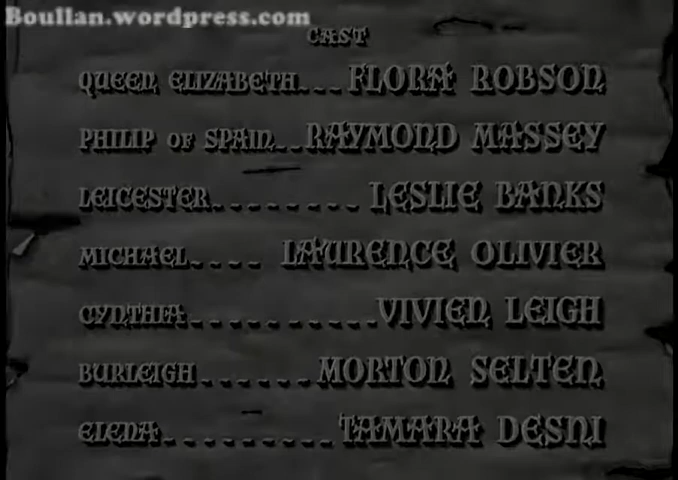 Boullan.wordpress.com
CAST
QUEEN ELIZABETH... FLORA ROBSON
PHILIP OF SPAIN.. RAYMOND MASSEY
LEICESTER........ LESLIE BANKS
MICHAEL.... LAURENCE OLIVIER
CYNTHIA.......... VIVIEN LEIGH
BURLEIGH...... MORTON SELTEN
ELENA......... TAMARA DESNI